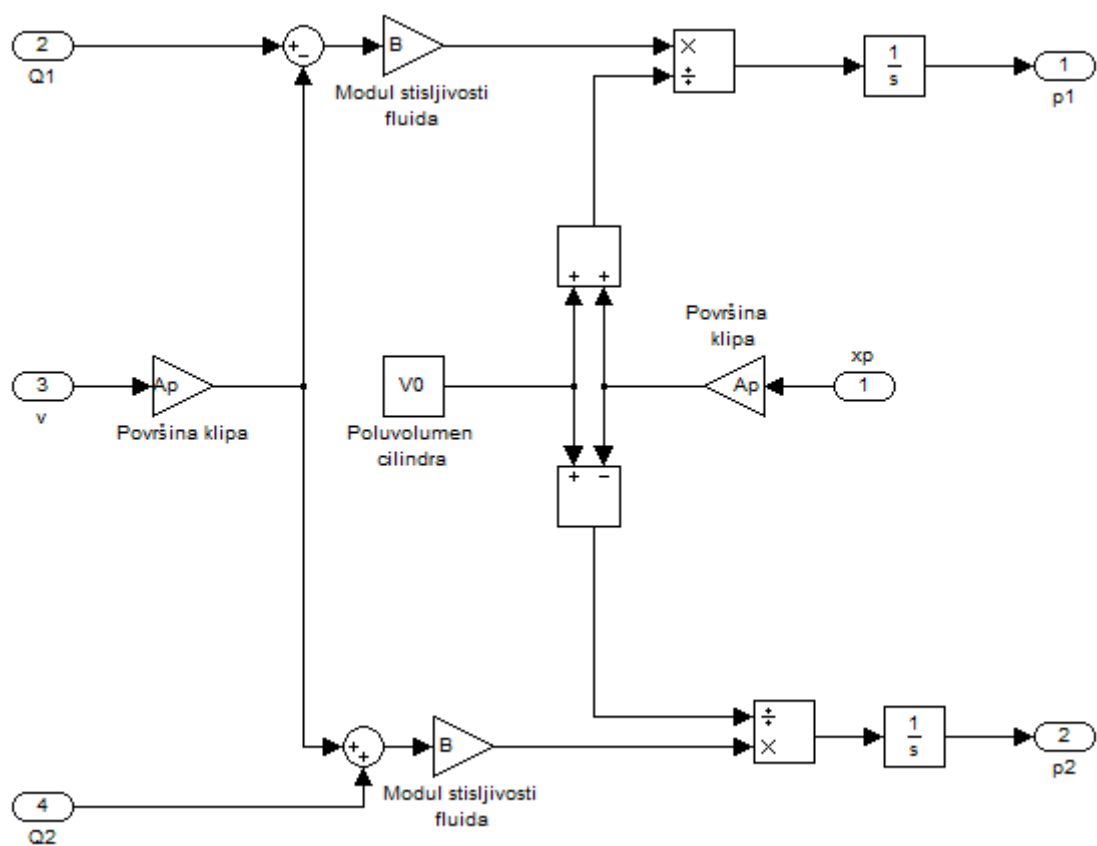 2
Q1
+
−
B
Modul stisljivosti
fluida
×
÷
1
s
1
p1
+ +
Površina
klipa
xp
1
Ap
3
v
Ap
Površina klipa
V0
Poluvolumen
cilindra
+ −
÷
×
1
s
2
p2
+
+
B
Modul stisljivosti
fluida
4
Q2